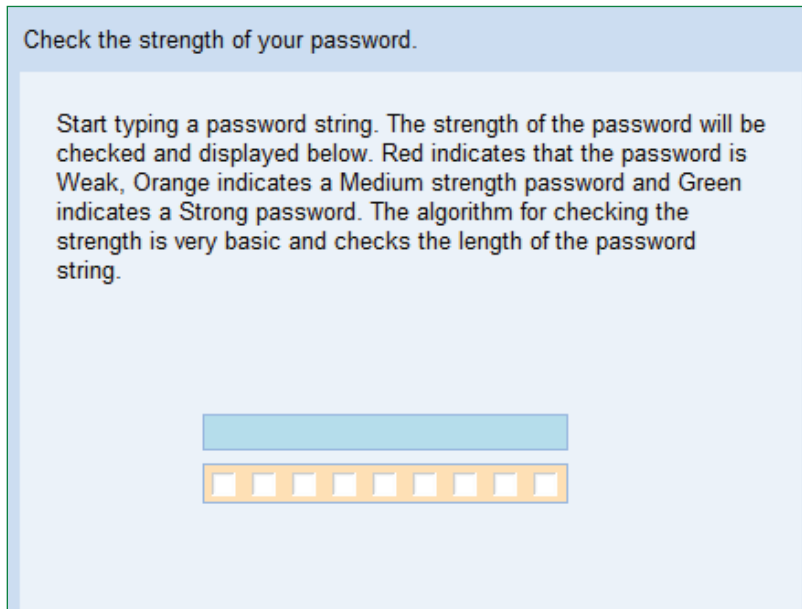 Check the strength of your password.
Start typing a password string. The strength of the password will be
checked and displayed below. Red indicates that the password is
Weak, Orange indicates a Medium strength password and Green
indicates a Strong password. The algorithm for checking the
strength is very basic and checks the length of the password
string.